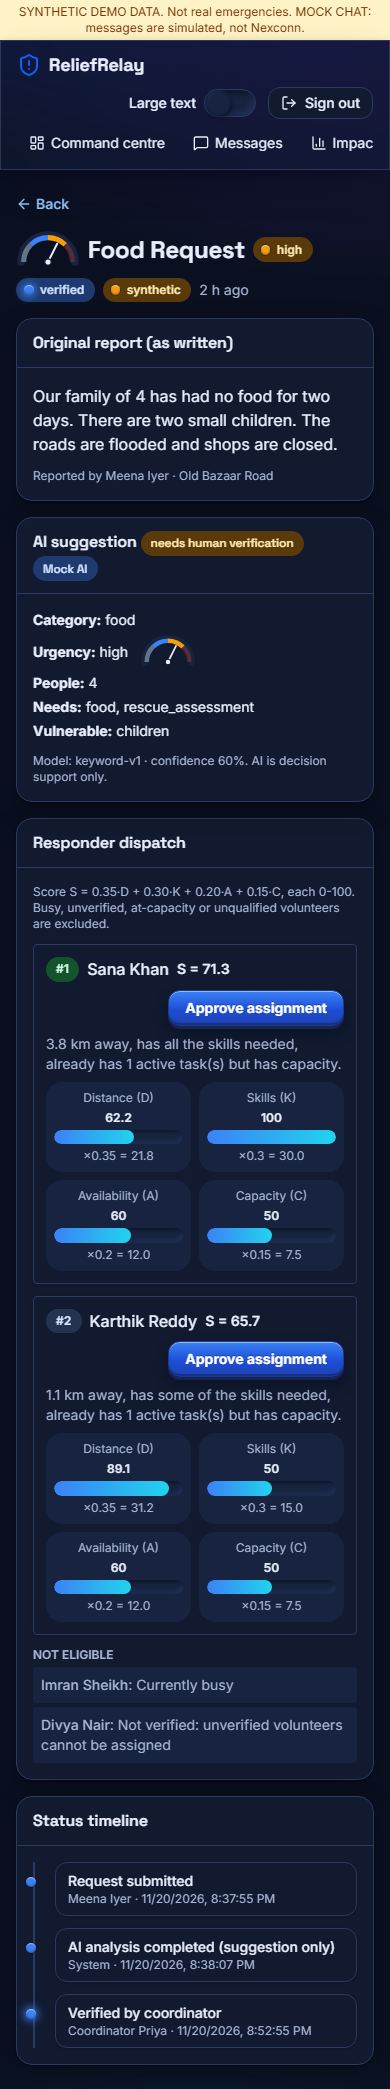 SYNTHETIC DEMO DATA. Not real emergencies. MOCK CHAT:
messages are simulated, not Nexconn.
ReliefRelay
Large text
Sign out
Command centre
Messages
Impac
← Back
Food Request
high
verified
synthetic
2 h ago
Original report (as written)
Our family of 4 has had no food for two
days. There are two small children. The
roads are flooded and shops are closed.
Reported by Meena Iyer · Old Bazaar Road
AI suggestion needs human verification
Mock AI
Category: food
Urgency: high
People: 4
Needs: food, rescue_assessment
Vulnerable: children
Model: keyword-v1 · confidence 60%. AI is decision
support only.
Responder dispatch
Score S = 0.35·D + 0.30·K + 0.20·A + 0.15·C, each 0-100.
Busy, unverified, at-capacity or unqualified volunteers
are excluded.
#1 Sana Khan S = 71.3
Approve assignment
3.8 km away, has all the skills needed,
already has 1 active task(s) but has capacity.
Distance (D)
62.2
×0.35 = 21.8
Skills (K)
100
×0.3 = 30.0
Availability (A)
60
×0.2 = 12.0
Capacity (C)
50
×0.15 = 7.5
#2 Karthik Reddy S = 65.7
Approve assignment
1.1 km away, has some of the skills needed,
already has 1 active task(s) but has capacity.
Distance (D)
89.1
×0.35 = 31.2
Skills (K)
50
×0.3 = 15.0
Availability (A)
60
×0.2 = 12.0
Capacity (C)
50
×0.15 = 7.5
NOT ELIGIBLE
Imran Sheikh: Currently busy
Divya Nair: Not verified: unverified volunteers
cannot be assigned
Status timeline
Request submitted
Meena Iyer · 11/20/2026, 8:37:55 PM
AI analysis completed (suggestion only)
System · 11/20/2026, 8:38:07 PM
Verified by coordinator
Coordinator Priya · 11/20/2026, 8:52:55 PM